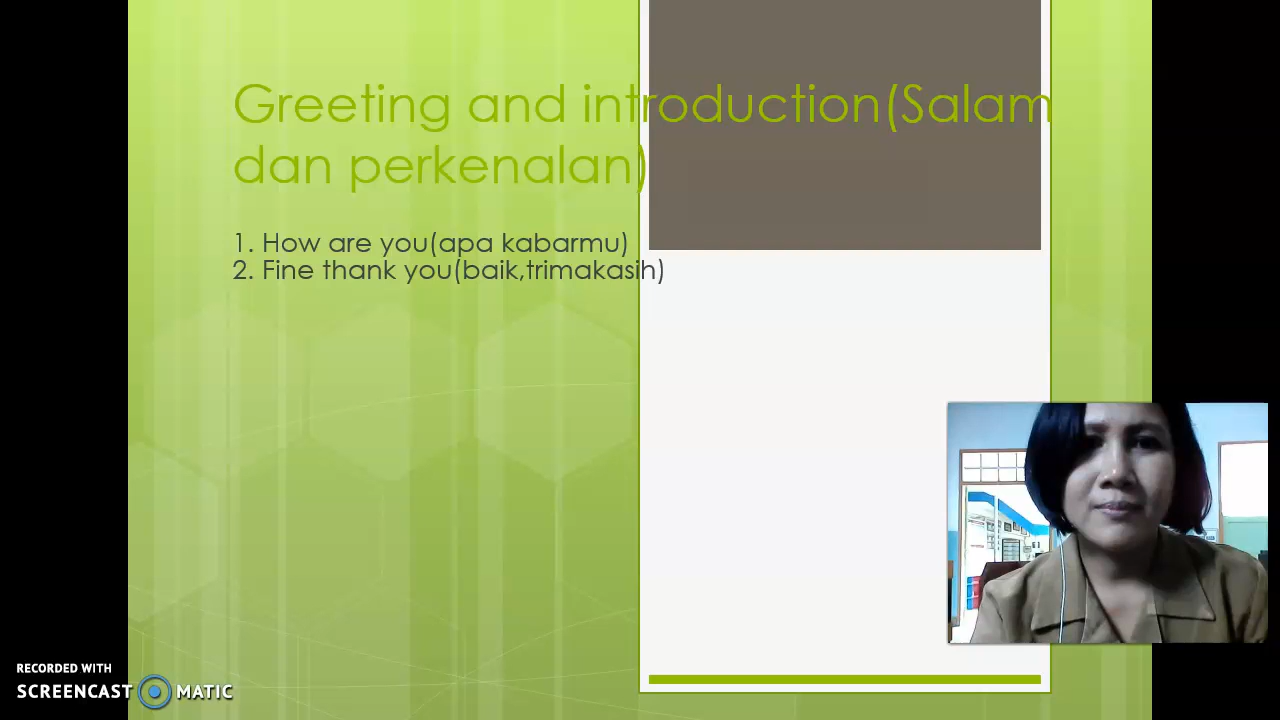 Greeting and introduction(Salam
dan perkenalan)
1. How are you(apa kabarmu)
2. Fine thank you(baik,trimakasih)
RECORDED WITH
SCREENCAST MATIC